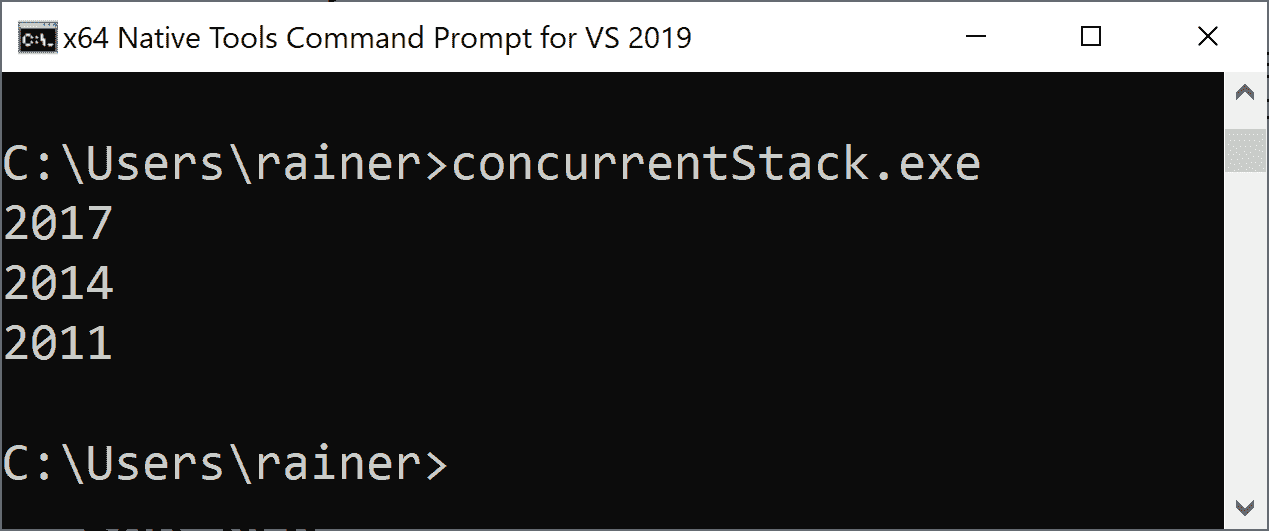 x64 Native Tools Command Prompt for VS 2019
C:\Users\rainer>concurrentStack.exe
2017
2014
2011
C:\Users\rainer>